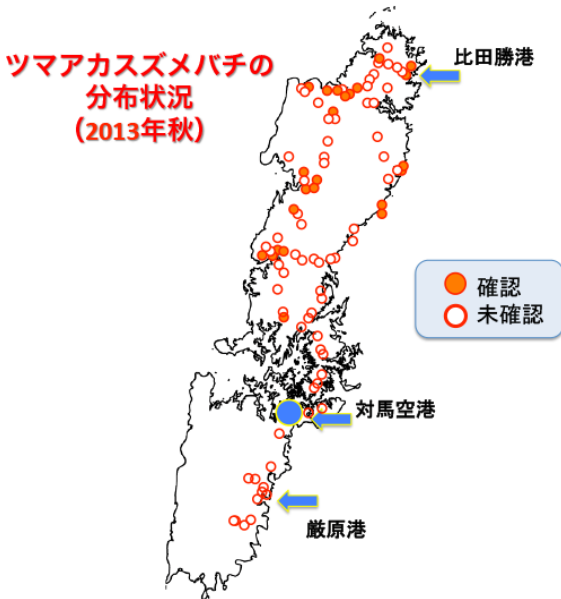 ツマアカスズメバチの
分布状況
（2013年秋）
比田勝港
確認
未確認
対馬空港
厳原港